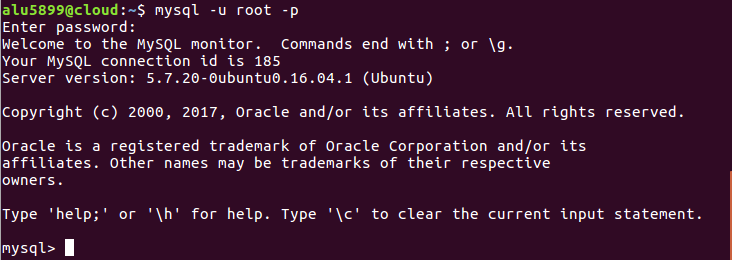 alu5899@cloud:~$ mysql -u root -p
Enter password:
Welcome to the MySQL monitor.  Commands end with ; or \g.
Your MySQL connection id is 185
Server version: 5.7.20-0ubuntu0.16.04.1 (Ubuntu)
Copyright (c) 2000, 2017, Oracle and/or its affiliates. All rights reserved.
Oracle is a registered trademark of Oracle Corporation and/or its
affiliates. Other names may be trademarks of their respective
owners.
Type 'help;' or '\h' for help. Type '\c' to clear the current input statement.
mysql>